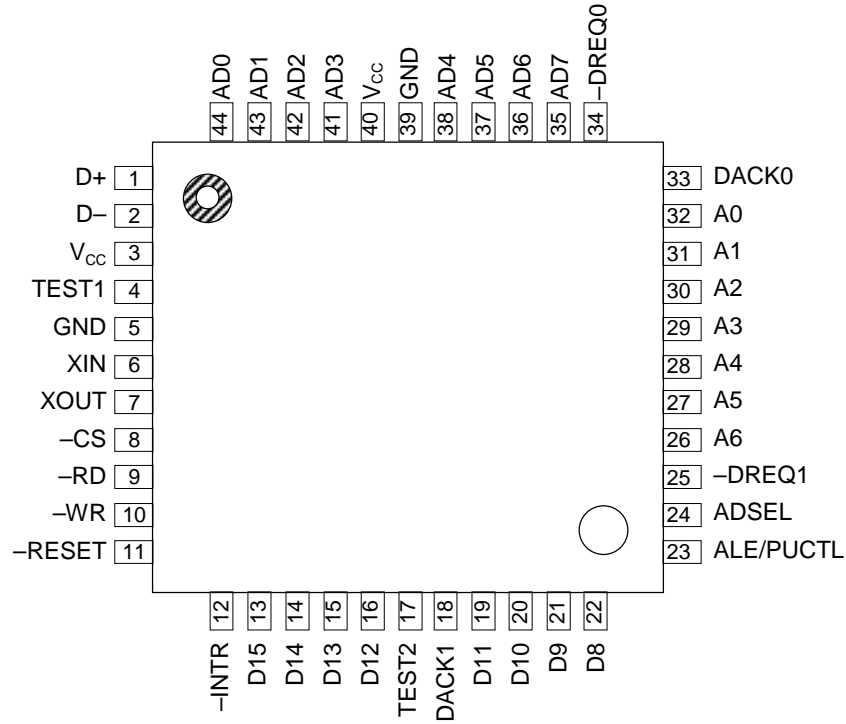 44 AD0
43 AD1
42 AD2
41 AD3
40 VCC
39 GND
38 AD4
37 AD5
36 AD6
35 AD7
34 –DREQ0
D+ 1
D– 2
VCC 3
TEST1 4
GND 5
XIN 6
XOUT 7
–CS 8
–RD 9
–WR 10
–RESET 11
33 DACK0
32 A0
31 A1
30 A2
29 A3
28 A4
27 A5
26 A6
25 –DREQ1
24 ADSEL
23 ALE/PUCTL
–INTR 12
D15 13
D14 14
D13 15
D12 16
TEST2 17
DACK1 18
D11 19
D10 20
D9 21
D8 22